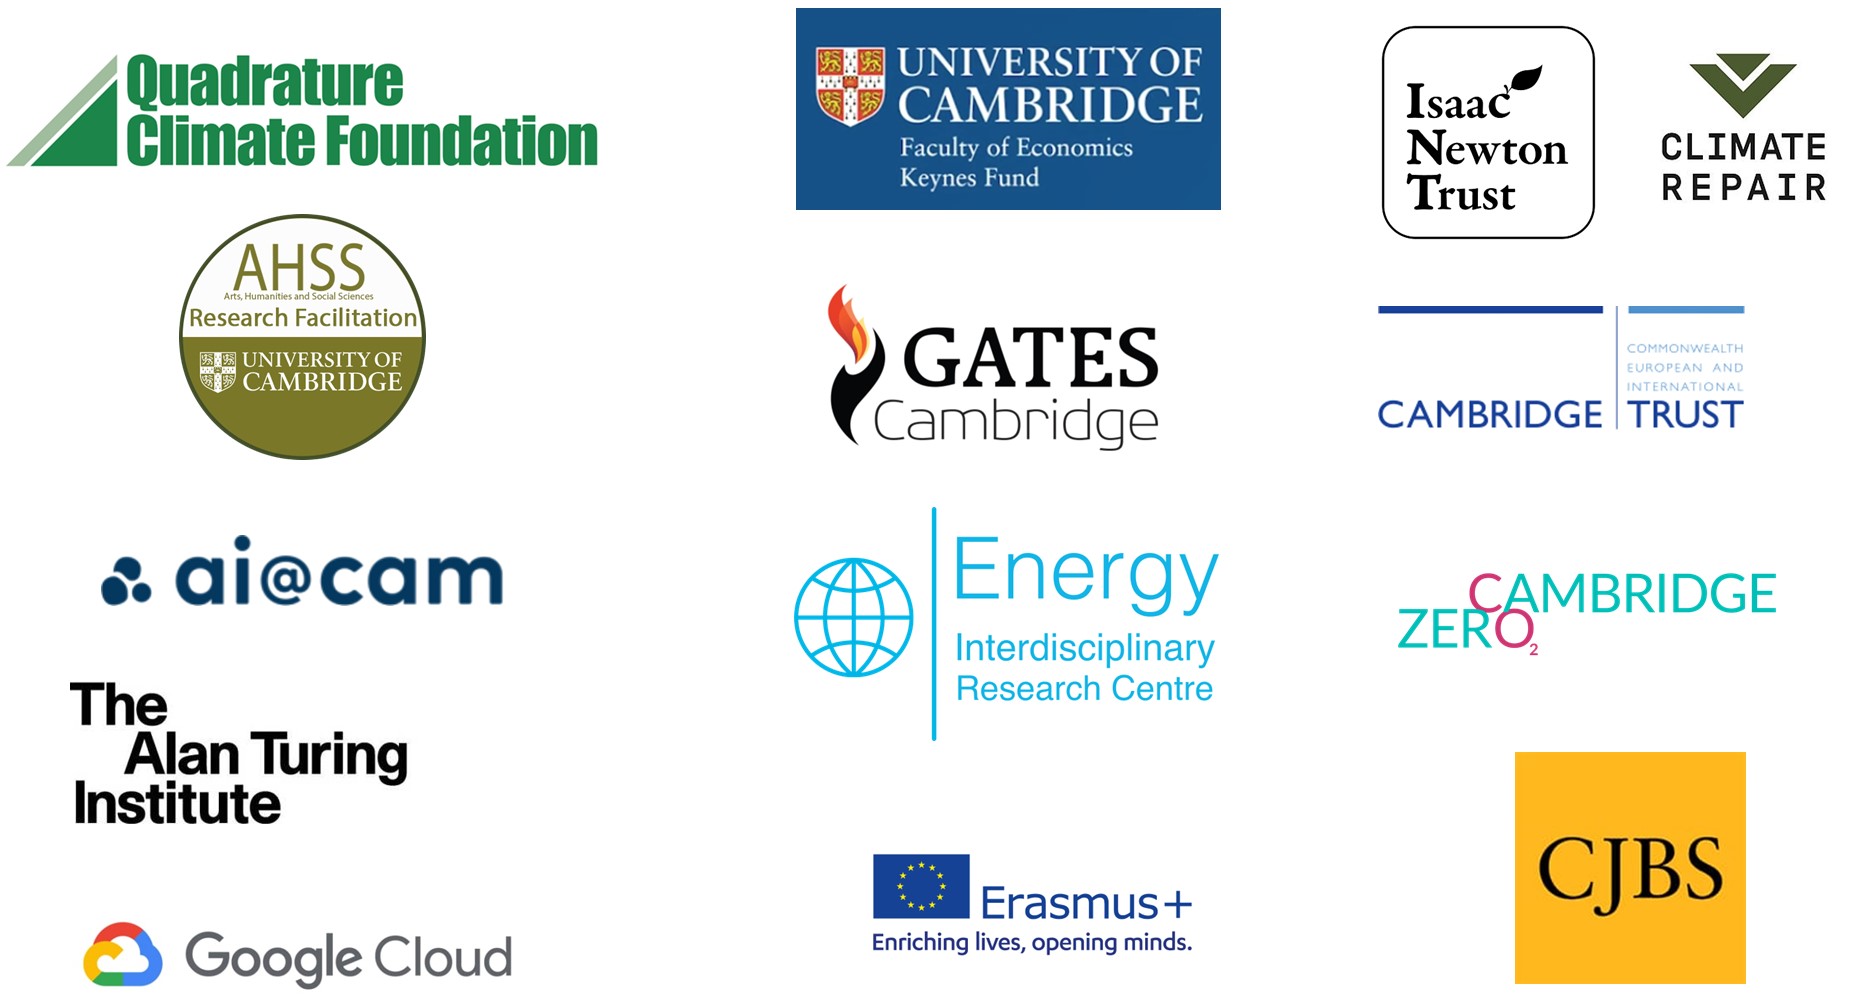 Quadrature
Climate Foundation
UNIVERSITY OF
CAMBRIDGE
Faculty of Economics
Keynes Fund
Isaac
Newton
Trust
CLIMATE
REPAIR
AHSS
Arts, Humanities and Social Sciences
Research Facilitation
UNIVERSITY OF
CAMBRIDGE
GATES
Cambridge
COMMONWEALTH
EUROPEAN AND
INTERNATIONAL
CAMBRIDGE TRUST
ai@cam
Energy
Interdisciplinary
Research Centre
CAMBRIDGE
ZERO2
The
Alan Turing
Institute
CJBS
Erasmus+
Enriching lives, opening minds.
Google Cloud